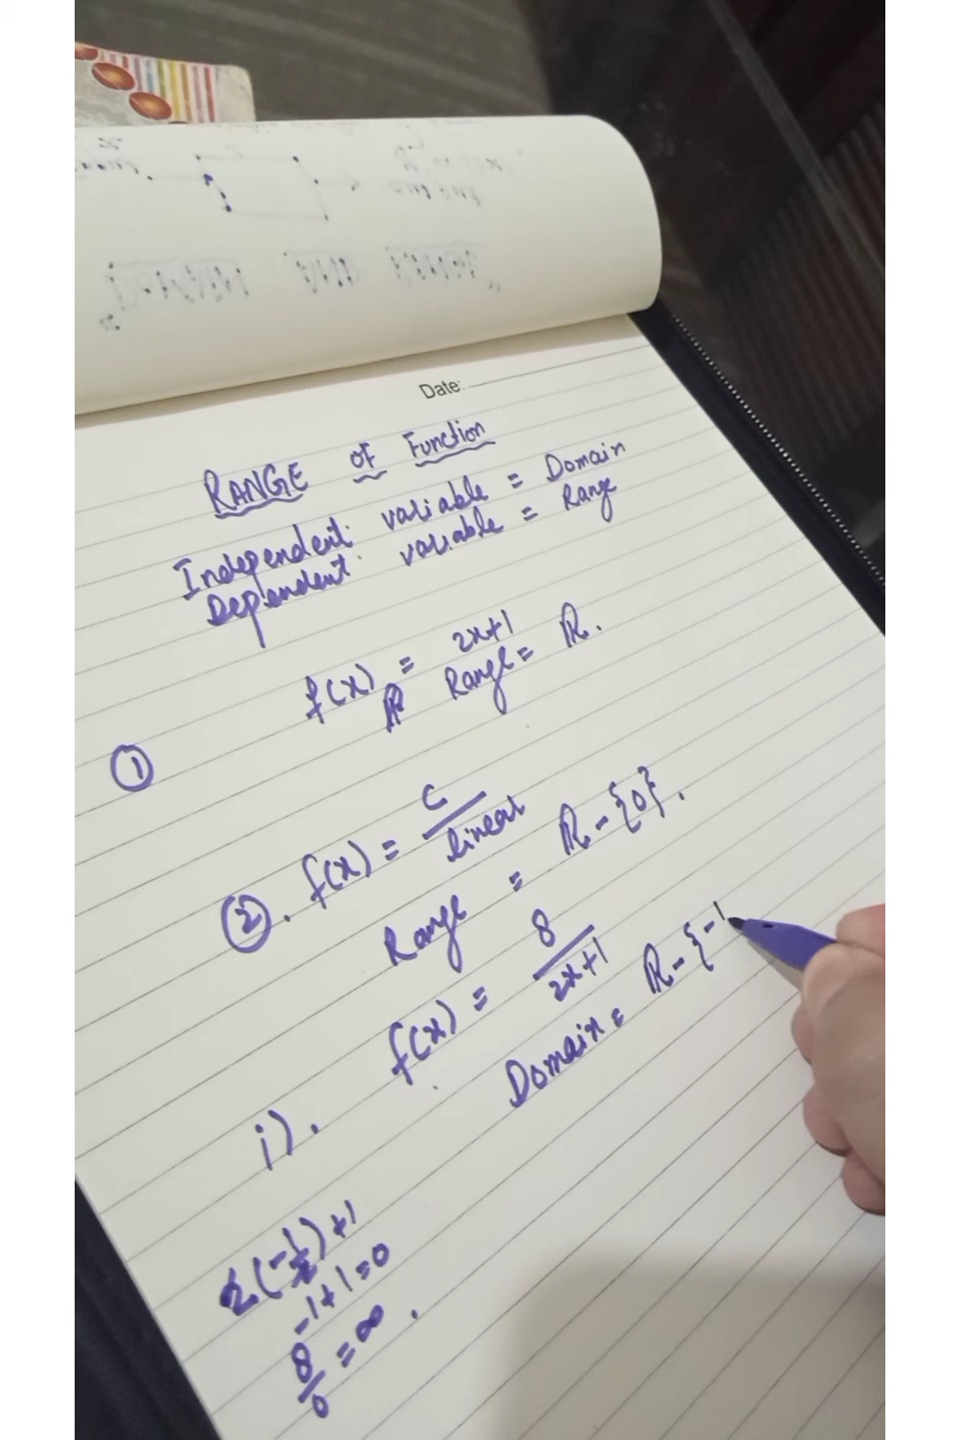 Date:
RANGE OF Function
Independent variable = Domain
Dependent variable = Range
f(x) = 2x+1
R Range = R.
①
②. f(x) = C/linear
Range = R-{0}.
i). f(x) = 8/2x+1
Domain = R-{-1
2(-1/2)+1
-1+1=0
8/0 = ∞.